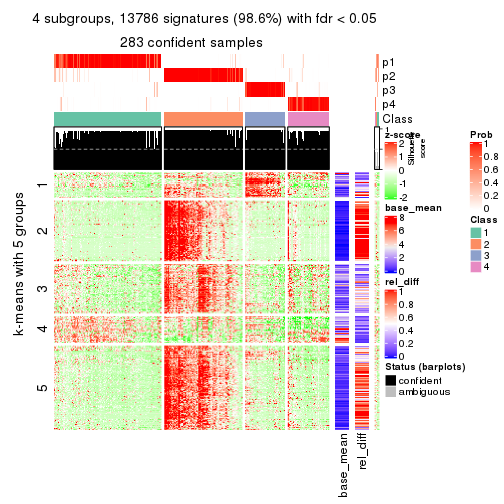 4 subgroups, 13786 signatures (98.6%) with fdr < 0.05
283 confident samples
p1
p2
p3
p4
Class
1
Silhouette
score
k-means with 5 groups
1
2
3
4
5
base_mean
rel_diff
z-score
2
1
0
-1
-2
base_mean
8
6
4
2
0
rel_diff
1
0.8
0.6
0.4
0.2
0
Status (barplots)
confident
ambiguous
Prob
1
0.8
0.6
0.4
0.2
0
Class
1
2
3
4